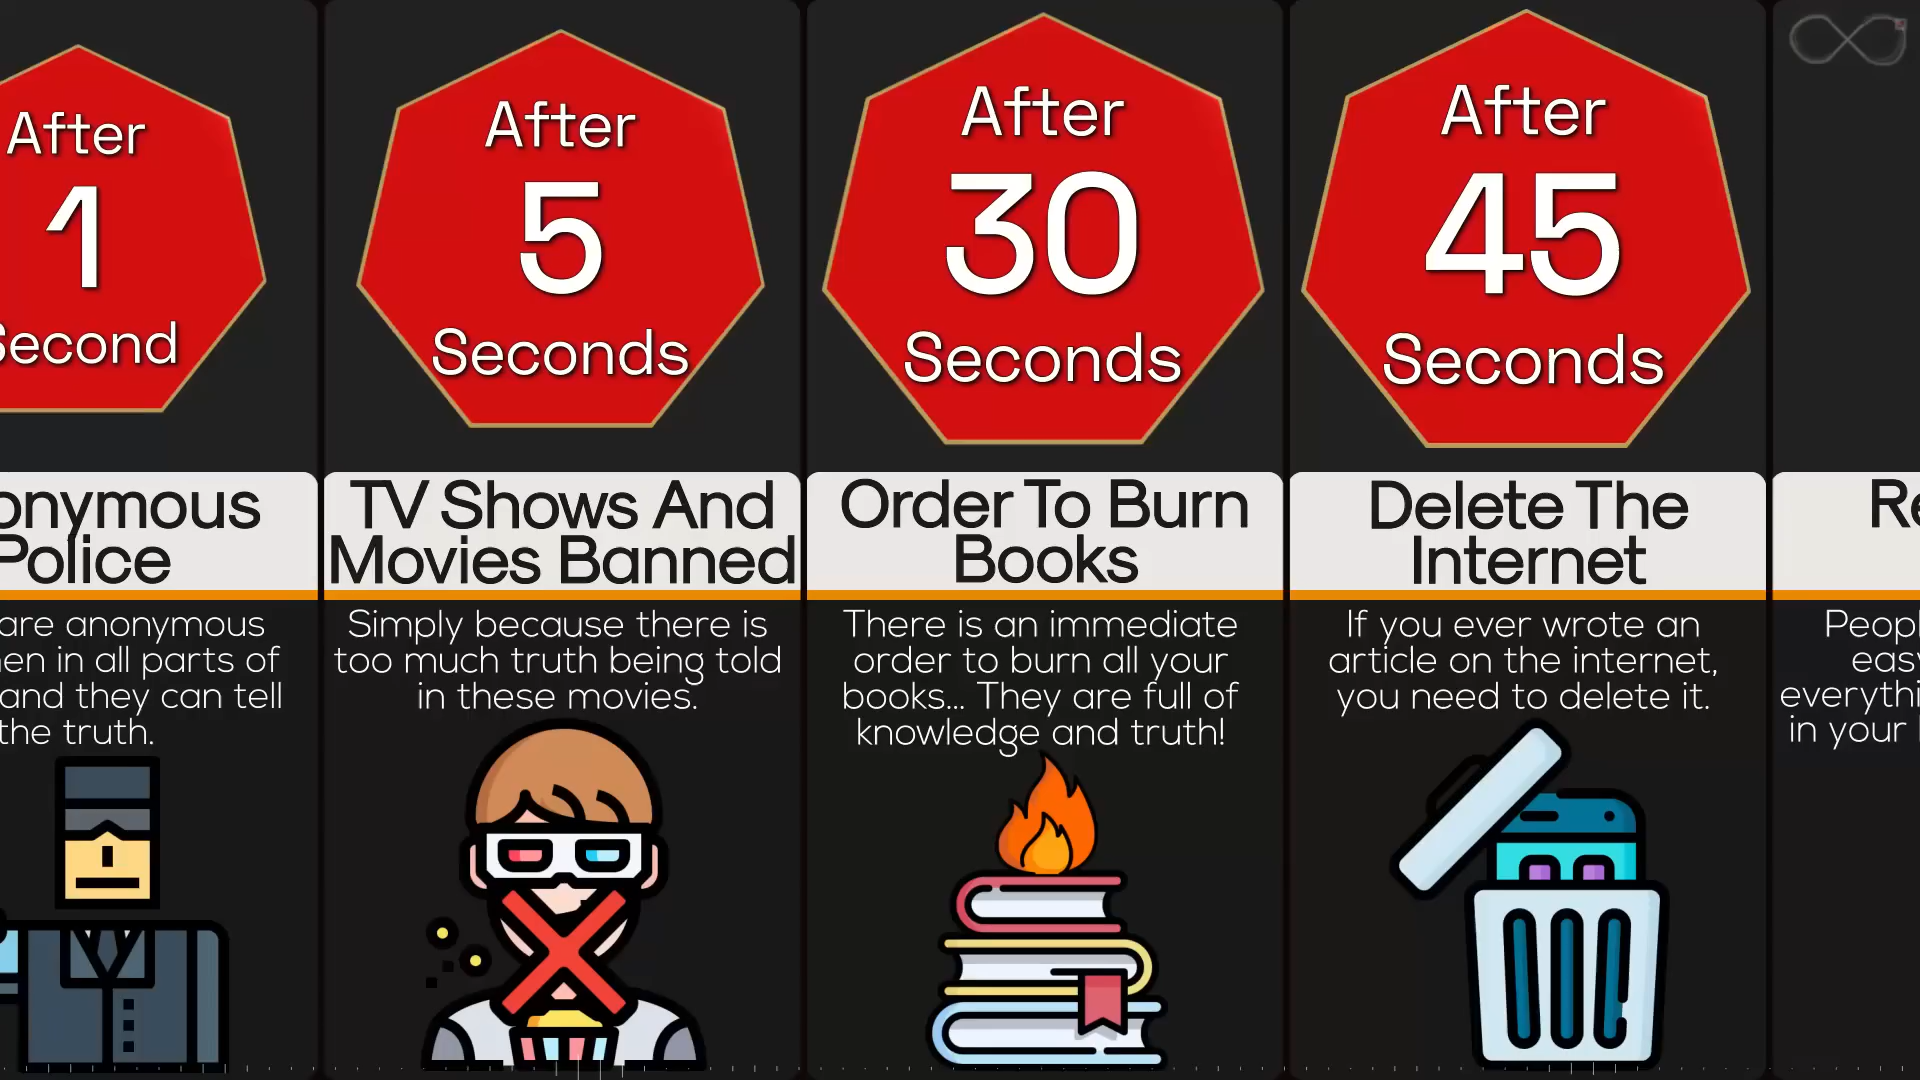 After
1
Second
onymous
Police
are anonymous
en in all parts of
and they can tell
the truth.
After
5
Seconds
TV Shows And
Movies Banned
Simply because there is
too much truth being told
in these movies.
After
30
Seconds
Order To Burn
Books
There is an immediate
order to burn all your
books... They are full of
knowledge and truth!
After
45
Seconds
Delete The
Internet
If you ever wrote an
article on the internet,
you need to delete it.
Re
Peopl
easy
everythi
in your